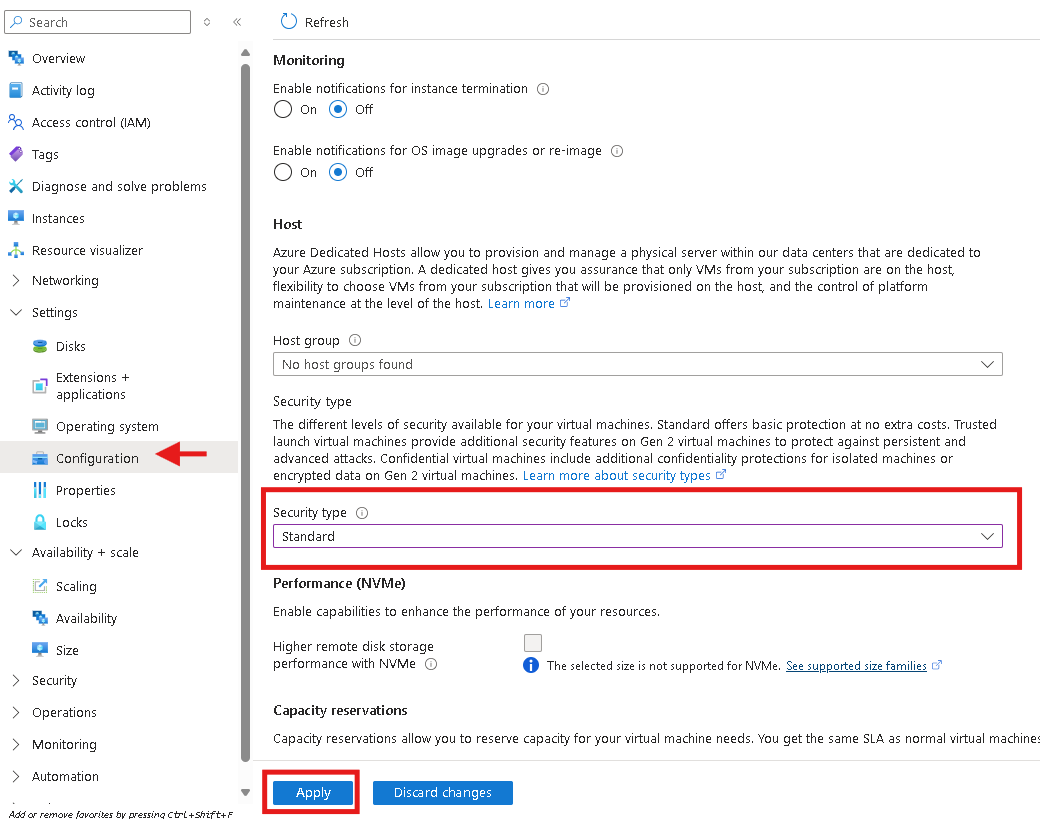 Search
Overview
Activity log
Access control (IAM)
Tags
Diagnose and solve problems
Instances
Resource visualizer
Networking
Settings
Disks
Extensions +
applications
Operating system
Configuration
Properties
Locks
Availability + scale
Scaling
Availability
Size
Security
Operations
Monitoring
Automation
Add or remove favorites by pressing Ctrl+Shift+F
Refresh
Monitoring
Enable notifications for instance termination
On Off
Enable notifications for OS image upgrades or re-image
On Off
Host
Azure Dedicated Hosts allow you to provision and manage a physical server within our data centers that are dedicated to
your Azure subscription. A dedicated host gives you assurance that only VMs from your subscription are on the host,
flexibility to choose VMs from your subscription that will be provisioned on the host, and the control of platform
maintenance at the level of the host. Learn more
Host group
No host groups found
Security type
The different levels of security available for your virtual machines. Standard offers basic protection at no extra costs. Trusted
launch virtual machines provide additional security features on Gen 2 virtual machines to protect against persistent and
advanced attacks. Confidential virtual machines include additional confidentiality protections for isolated machines or
encrypted data on Gen 2 virtual machines. Learn more about security types
Security type
Standard
Performance (NVMe)
Enable capabilities to enhance the performance of your resources.
Higher remote disk storage
performance with NVMe
The selected size is not supported for NVMe. See supported size families
Capacity reservations
Capacity reservations allow you to reserve capacity for your virtual machine needs. You get the same SLA as normal virtual machines
Apply
Discard changes